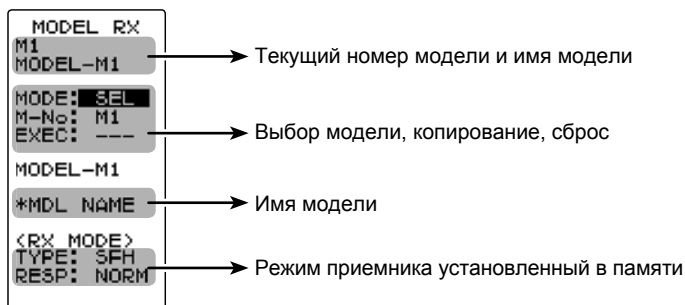 MODEL RX
M1
MODEL-M1
Текущий номер модели и имя модели
MODE: SEL
M-No: M1
EXEC: ---
Выбор модели, копирование, сброс
MODEL-M1
*MDL NAME
Имя модели
<RX MODE>
TYPE: SFH
RESP: NORM
Режим приемника установленный в памяти